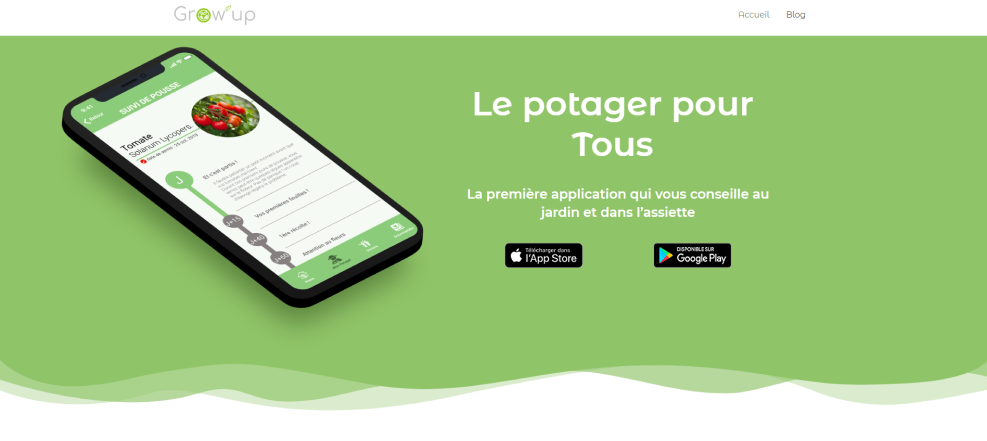 Grow'up
Accueil Blog
9:41
Retour
SUIVI DE POUSSE
Tomate
Solanum Lycopers.
J
Et c'est partis !
J+15
Vos premières feuilles !
J+40
1ère récolte !
J+60
Attention au fleurs
Le potager pour
Tous
La première application qui vous conseille au
jardin et dans l'assiette
Télécharger dans
l'App Store
DISPONIBLE SUR
Google Play